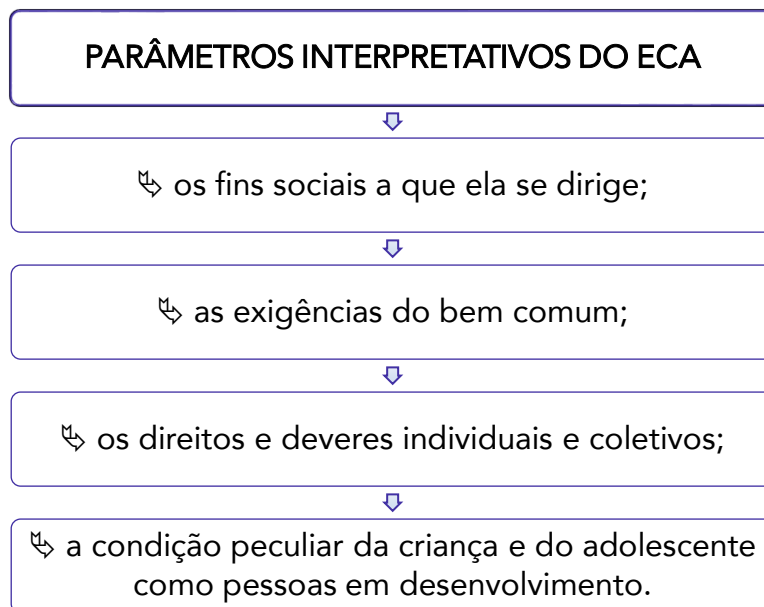 PARÂMETROS INTERPRETATIVOS DO ECA
os fins sociais a que ela se dirige;
as exigências do bem comum;
os direitos e deveres individuais e coletivos;
a condição peculiar da criança e do adolescente
como pessoas em desenvolvimento.